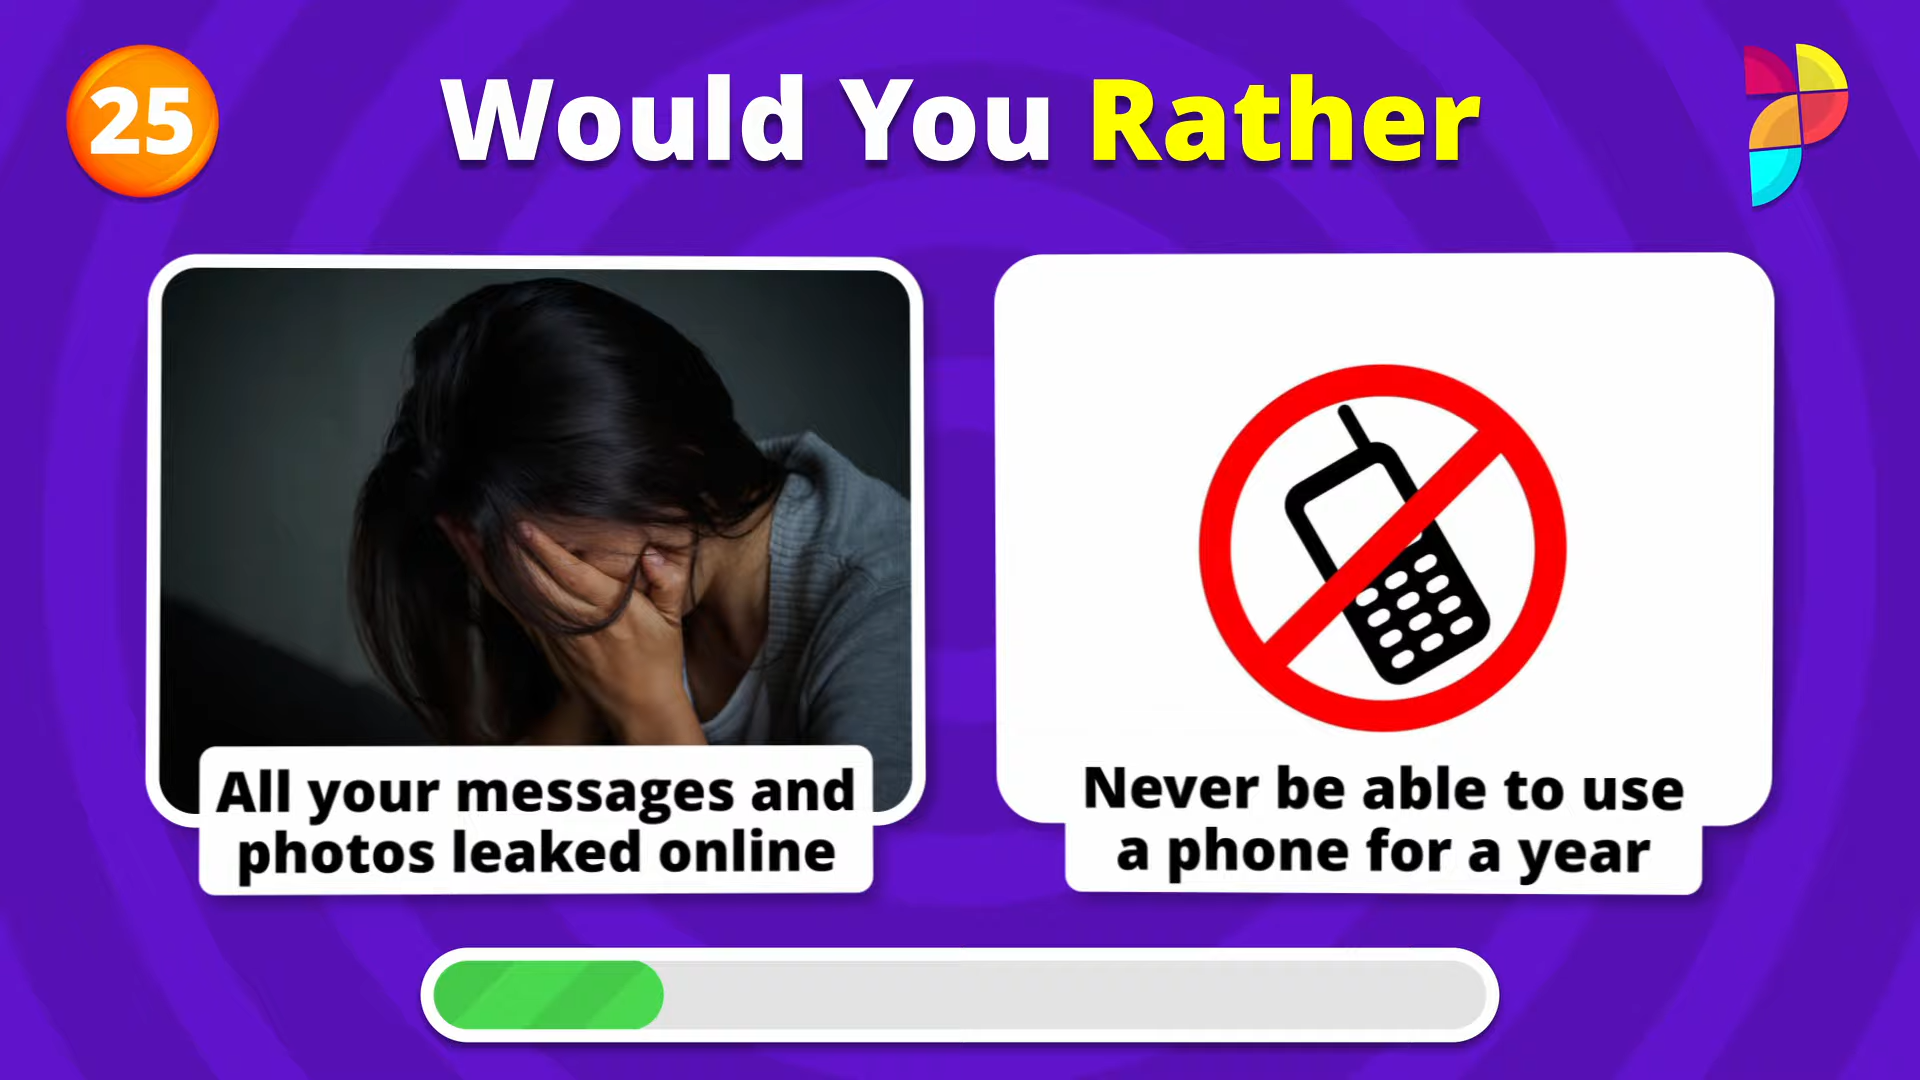 25
Would You Rather
All your messages and
photos leaked online
Never be able to use
a phone for a year